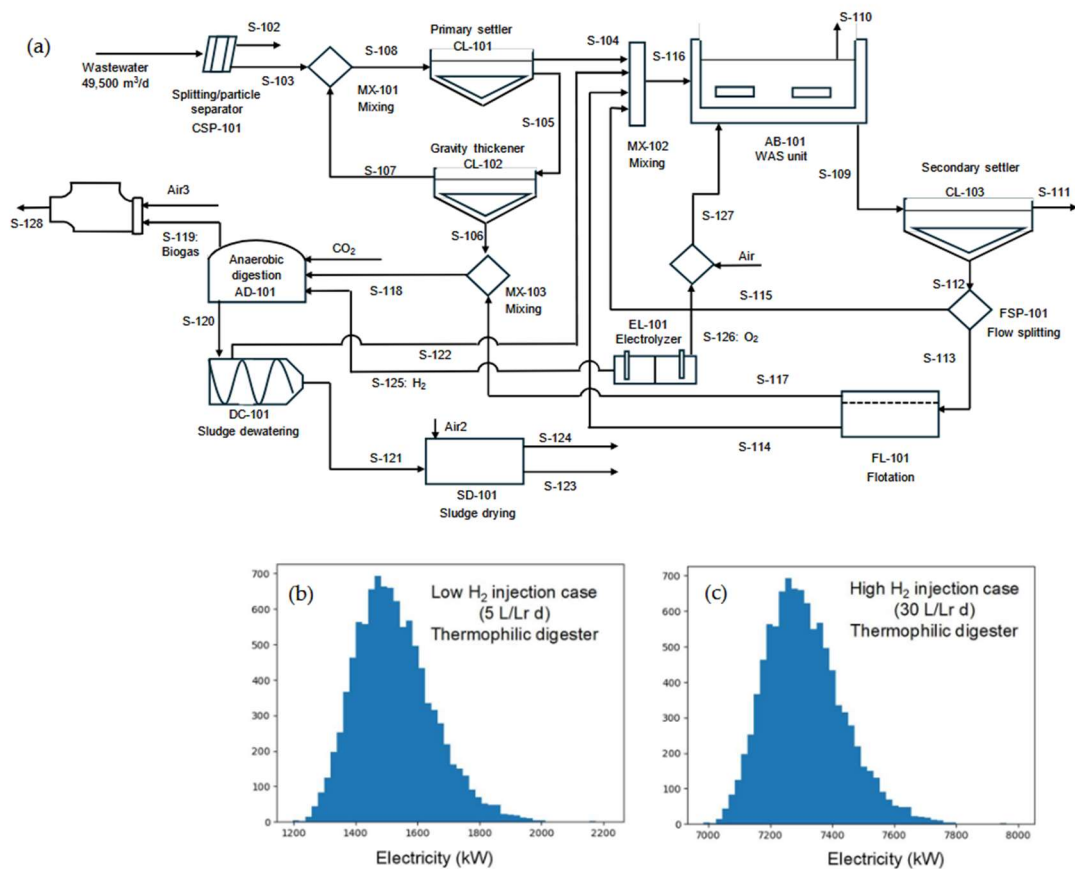 (a)
Wastewater
49,500 m³/d
S-102
S-103
Splitting/particle
separator
CSP-101
S-108
MX-101
Mixing
Primary settler
CL-101
S-104
S-105
S-107
Gravity thickener
CL-102
S-106
S-116
MX-102
Mixing
S-110
AB-101
WAS unit
S-109
Secondary settler
CL-103
S-111
S-112
FSP-101
Flow splitting
S-113
S-115
S-127
Air
S-126: O₂
EL-101
Electrolyzer
S-128
Air3
S-119:
Biogas
Anaerobic
digestion
AD-101
CO₂
S-118
MX-103
Mixing
S-120
S-122
S-125: H₂
S-117
S-114
FL-101
Flotation
DC-101
Sludge dewatering
S-121
Air2
S-124
S-123
SD-101
Sludge drying
(b)
Low H₂ injection case
(5 L/Lr d)
Thermophilic digester
700
600
500
400
300
200
100
0
1200 1400 1600 1800 2000 2200
Electricity (kW)
(c)
High H₂ injection case
(30 L/Lr d)
Thermophilic digester
700
600
500
400
300
200
100
0
7000 7200 7400 7600 7800 8000
Electricity (kW)